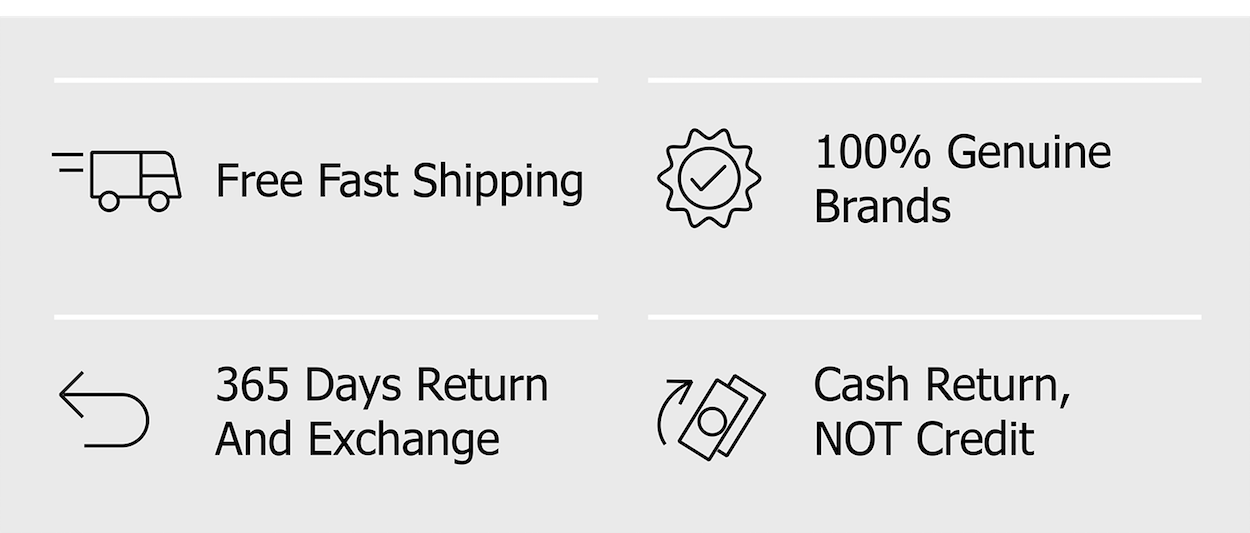 Free Fast Shipping
100% Genuine
Brands
365 Days Return
And Exchange
Cash Return,
NOT Credit